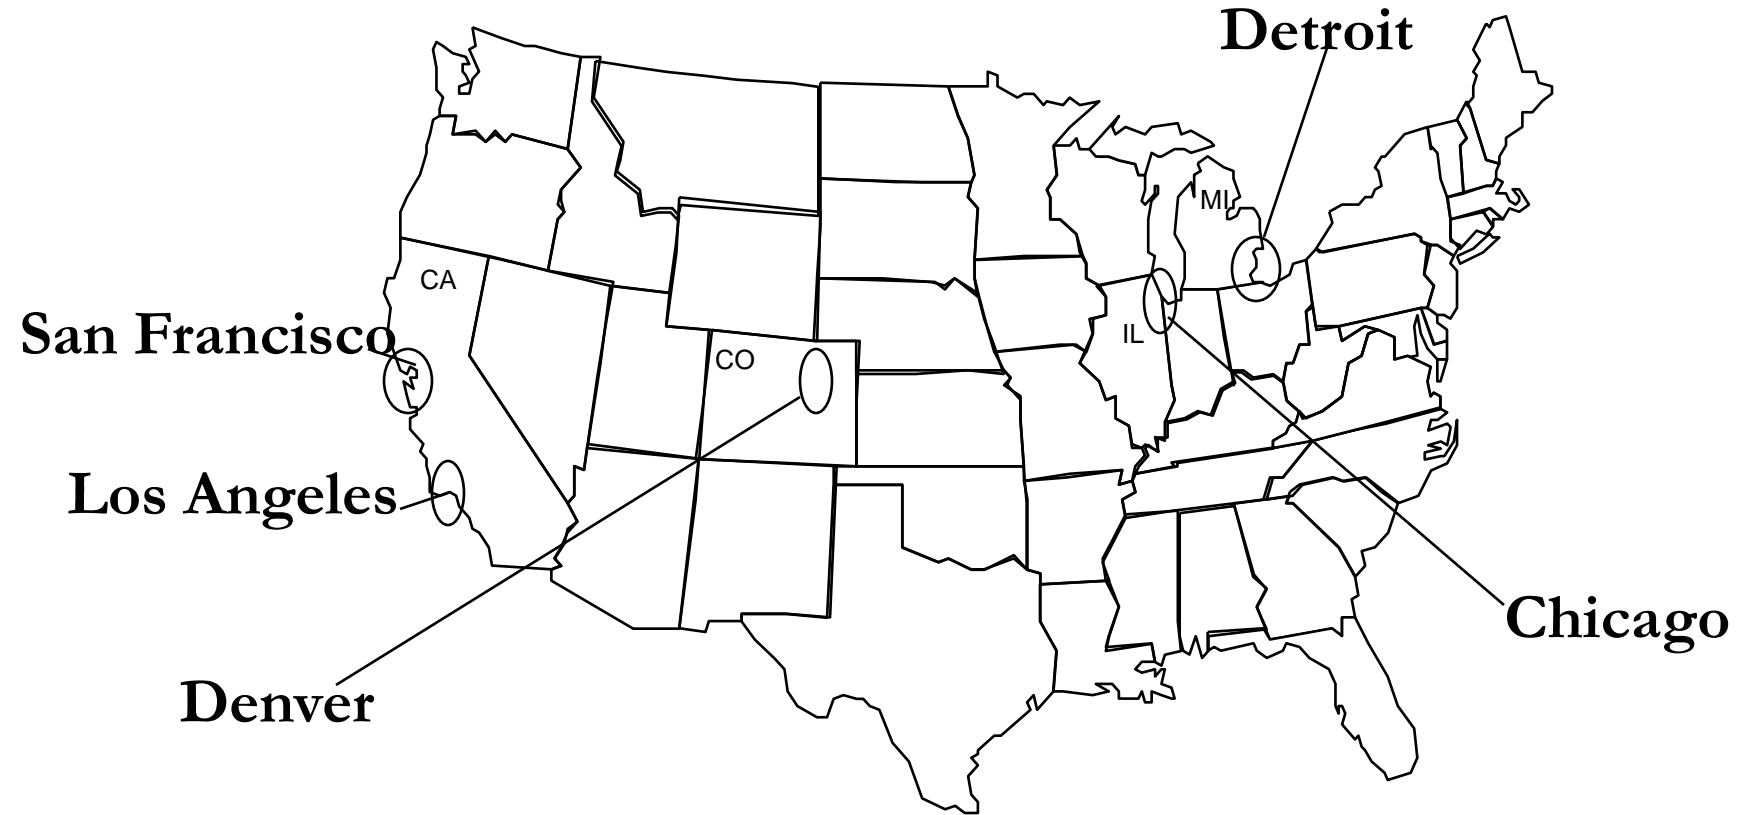 Detroit
MI
CA
San Francisco
IL
CO
Los Angeles
Chicago
Denver